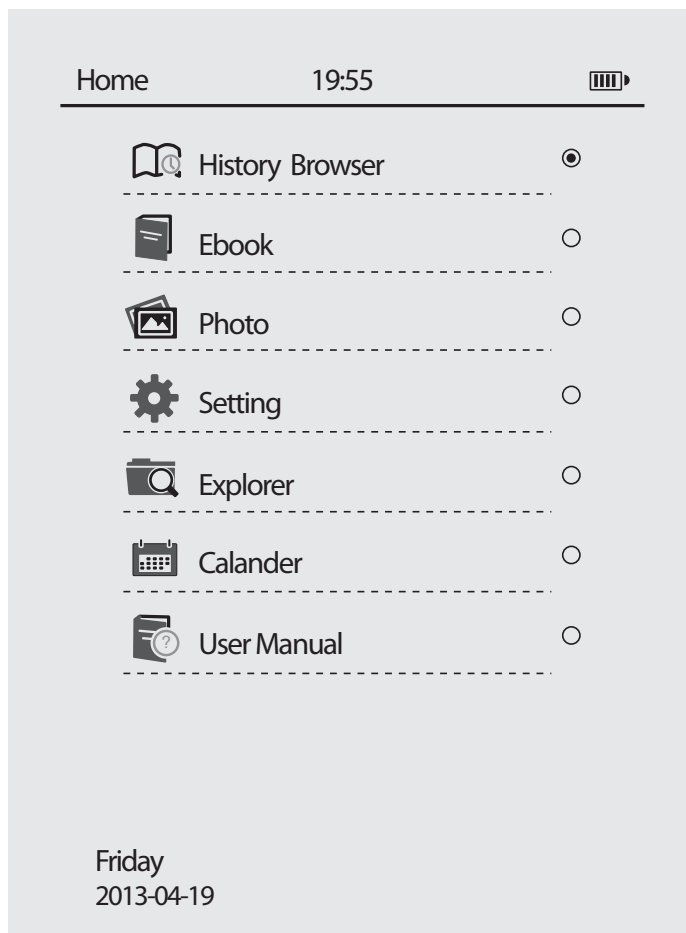 Home 19:55
History Browser
Ebook
Photo
Setting
Explorer
Calander
User Manual
?
Friday
2013-04-19